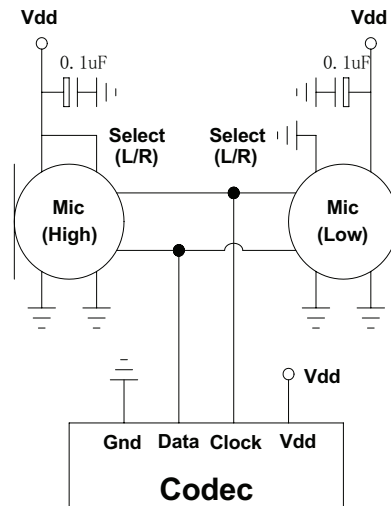 Vdd
Vdd
0.1uF
0.1uF
Select
(L/R)
Select
(L/R)
Mic
(High)
Mic
(Low)
Vdd
Gnd Data Clock Vdd
Codec